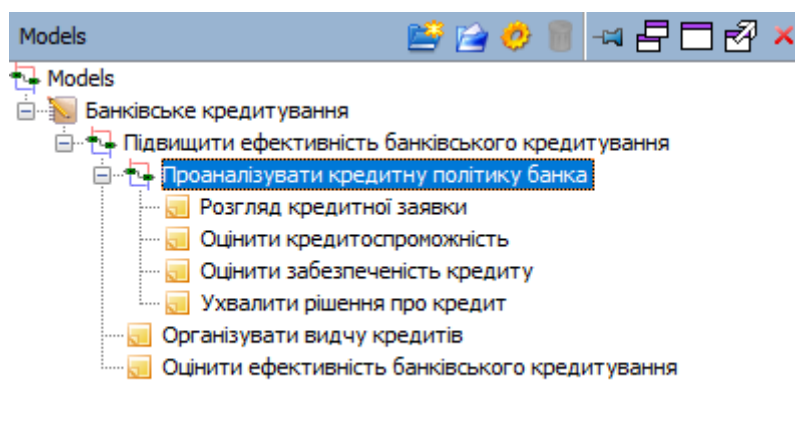 Models
Models
Банківське кредитування
Підвищити ефективність банківського кредитування
Проаналізувати кредитну політику банка
Розгляд кредитної заявки
Оцінити кредитоспроможність
Оцінити забезпеченість кредиту
Ухвалити рішення про кредит
Організувати видчу кредитів
Оцінити ефективність банківського кредитування